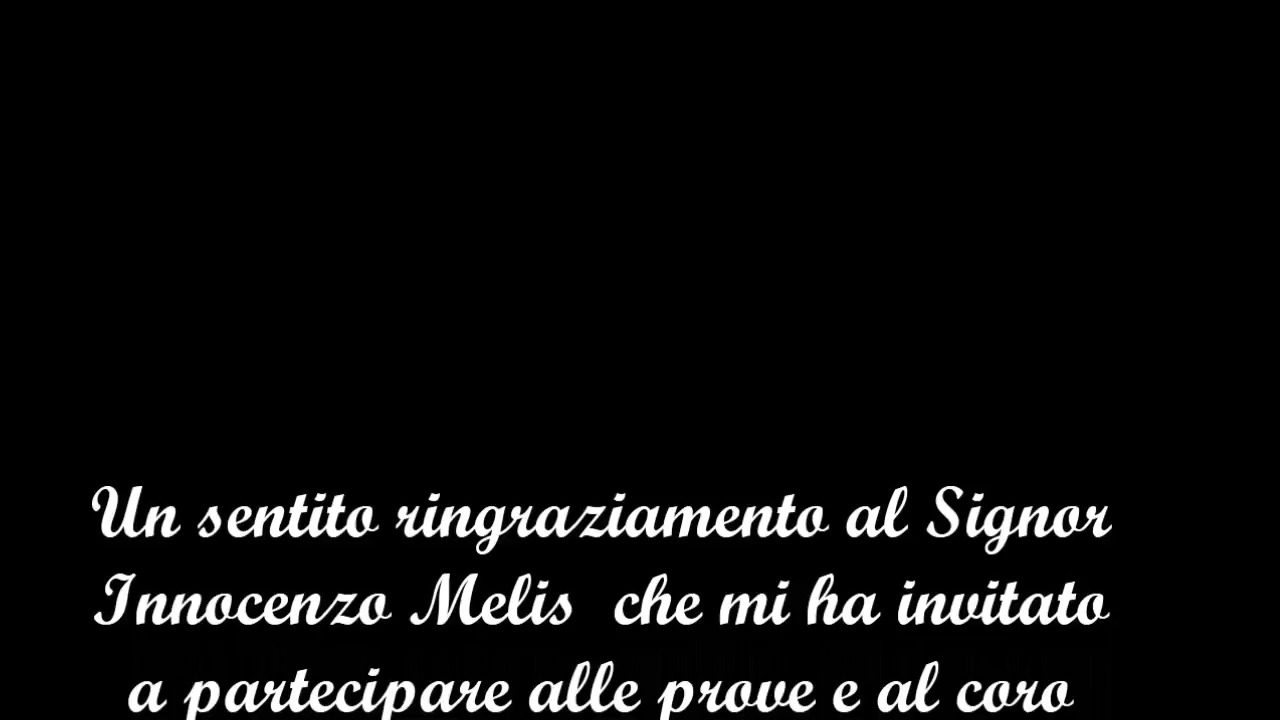 Un sentito ringraziamento al Signor
Innocenzo Melis che mi ha invitato
a partecipare alle prove e al coro